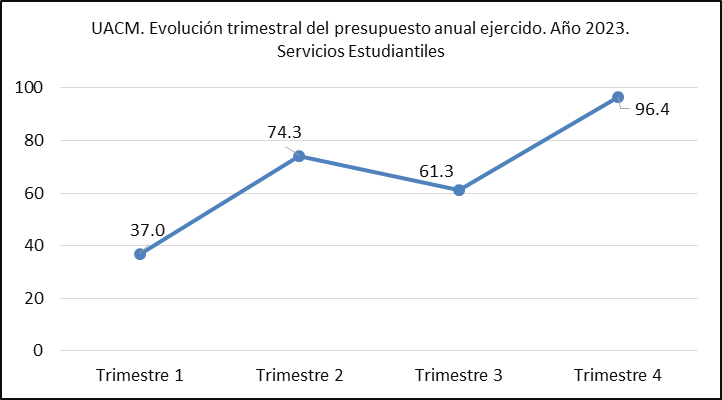 UACM. Evolución trimestral del presupuesto anual ejercido. Año 2023.
Servicios Estudiantiles
100
80
60
40
20
0
37.0
74.3
61.3
96.4
Trimestre 1
Trimestre 2
Trimestre 3
Trimestre 4